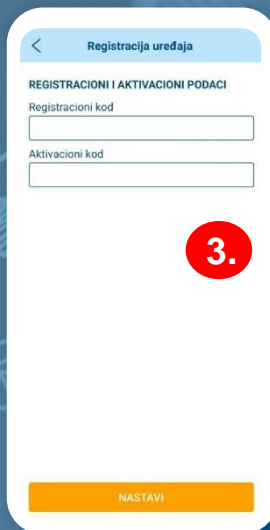 Registracija uređaja
REGISTRACIONI I AKTIVACIONI PODACI
Registracioni kod
Aktivacioni kod
3.
NASTAVI